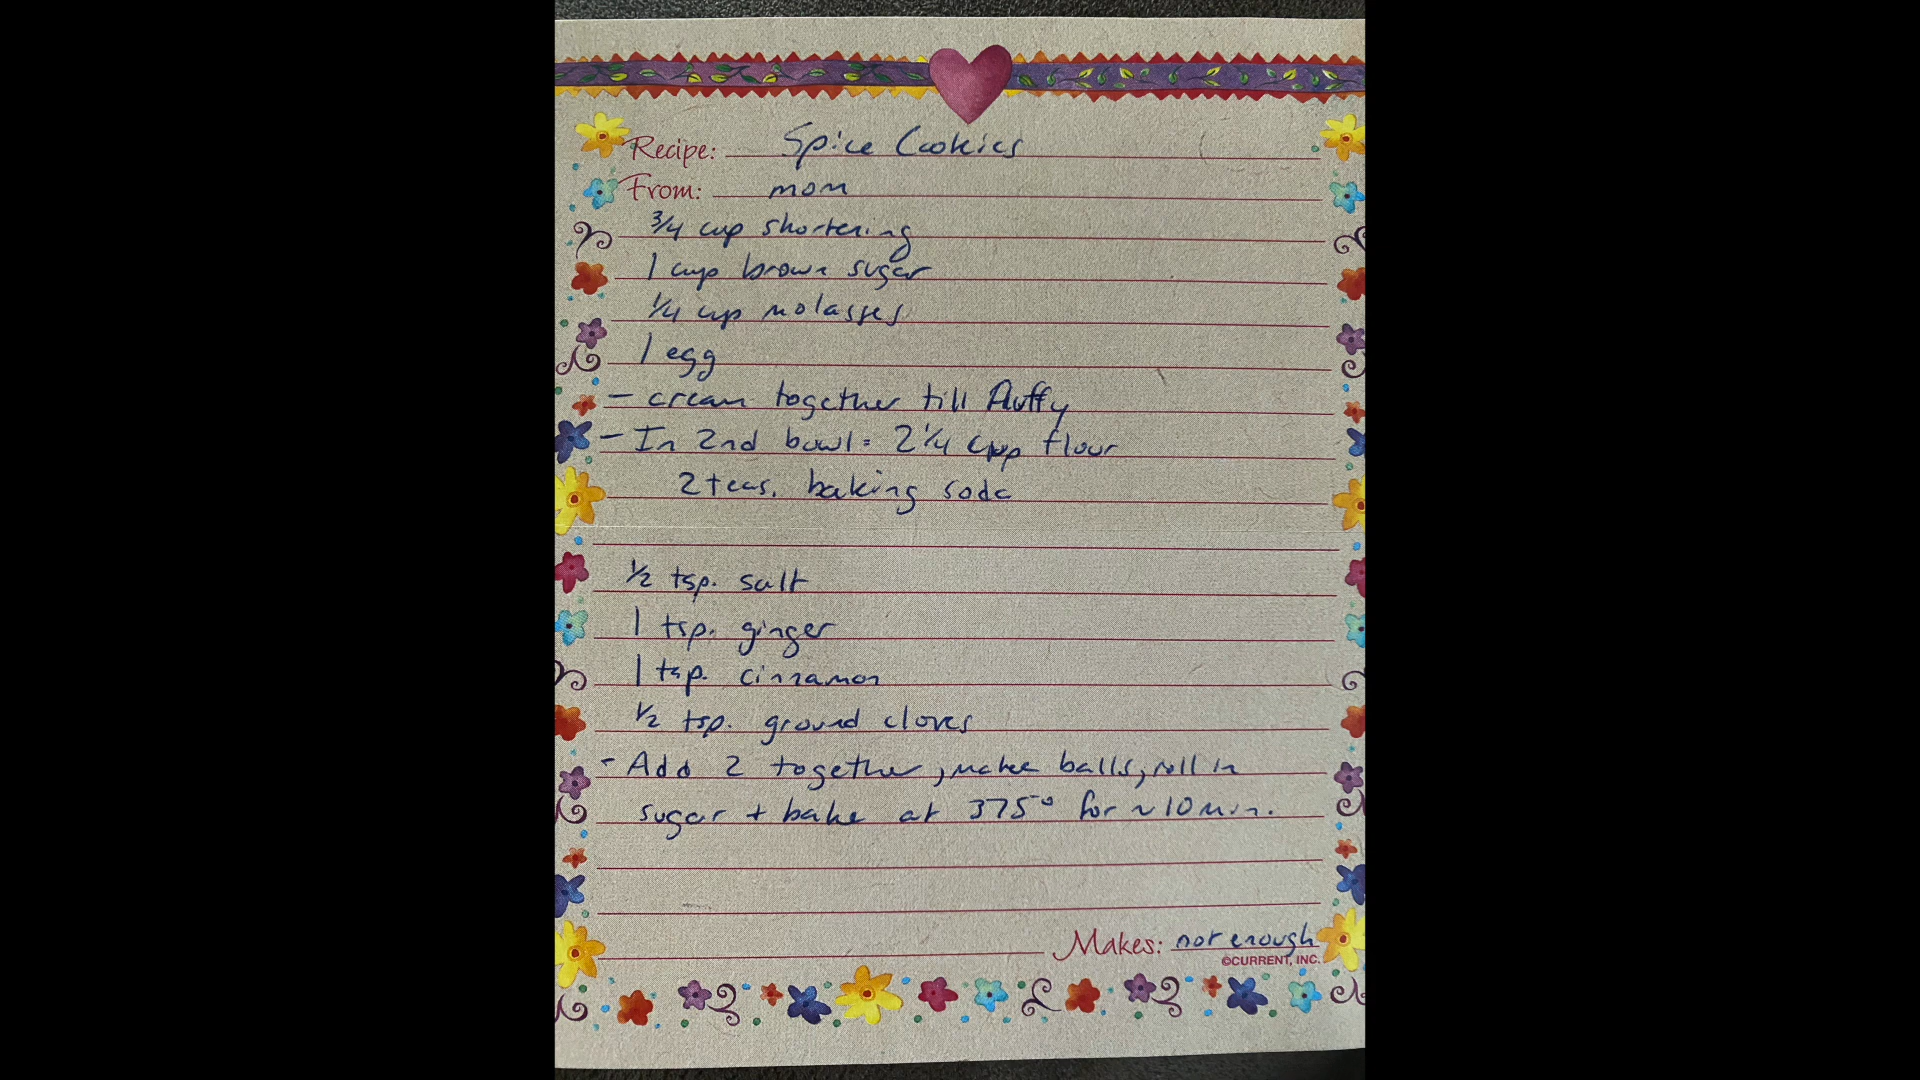 Recipe: Spice Cookies
From: mom
3/4 cup shortening
1 cup brown sugar
1/4 cup molasses
1 egg
- cream together till fluffy
- In 2nd bowl = 2 1/4 cup flour
2 teas. baking soda
1/2 tsp. salt
1 tsp. ginger
1 tsp. cinnamon
1/2 tsp. ground cloves
- Add 2 together, make balls, roll in
sugar + bake at 375° for ~ 10 min.
Makes: not enough
©CURRENT, INC.